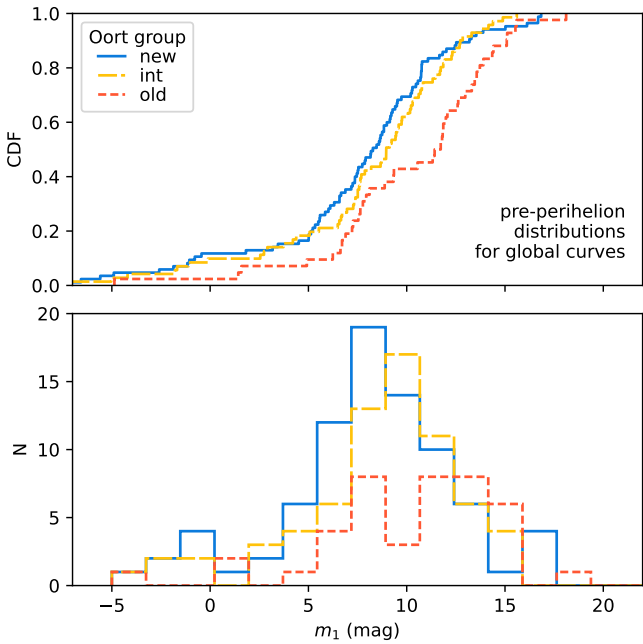 1.0
0.8
0.6
0.4
0.2
0.0
CDF
Oort group
new
int
old
pre-perihelion
distributions
for global curves
20
15
10
5
0
N
−5 0 5 10 15 20
m₁ (mag)